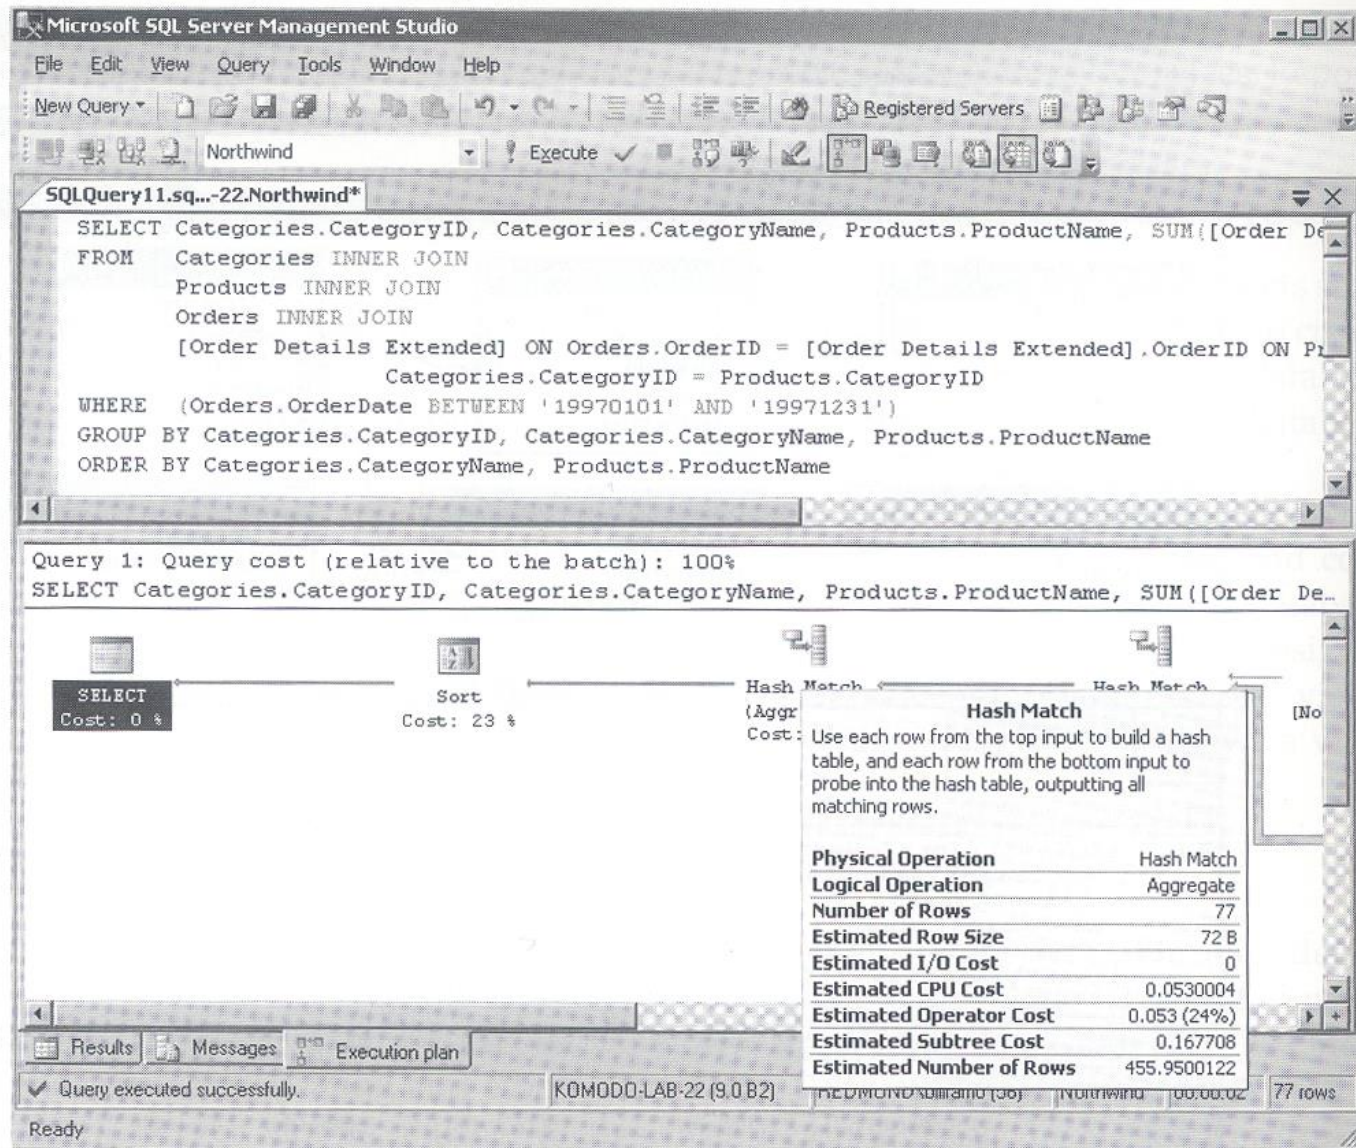 Microsoft SQL Server Management Studio
File Edit View Query Tools Window Help
New Query Registered Servers
Northwind Execute
SQLQuery11.sq...-22.Northwind*
SELECT Categories.CategoryID, Categories.CategoryName, Products.ProductName, SUM([Order De
FROM Categories INNER JOIN
Products INNER JOIN
Orders INNER JOIN
[Order Details Extended] ON Orders.OrderID = [Order Details Extended].OrderID ON Pr
Categories.CategoryID = Products.CategoryID
WHERE (Orders.OrderDate BETWEEN '19970101' AND '19971231')
GROUP BY Categories.CategoryID, Categories.CategoryName, Products.ProductName
ORDER BY Categories.CategoryName, Products.ProductName
Query 1: Query cost (relative to the batch): 100%
SELECT Categories.CategoryID, Categories.CategoryName, Products.ProductName, SUM([Order De...
SELECT
Cost: 0 %
Sort
Cost: 23 %
Hash Match
(Aggr
Cost:
Hash Match
[No
Hash Match
Use each row from the top input to build a hash
table, and each row from the bottom input to
probe into the hash table, outputting all
matching rows.
Physical Operation Hash Match
Logical Operation Aggregate
Number of Rows 77
Estimated Row Size 72 B
Estimated I/O Cost 0
Estimated CPU Cost 0.0530004
Estimated Operator Cost 0.053 (24%)
Estimated Subtree Cost 0.167708
Estimated Number of Rows 455.9500122
Results Messages Execution plan
Query executed successfully. KOMODO-LAB-22 (9.0 B2) Northwind 00:00:02 77 rows
Ready